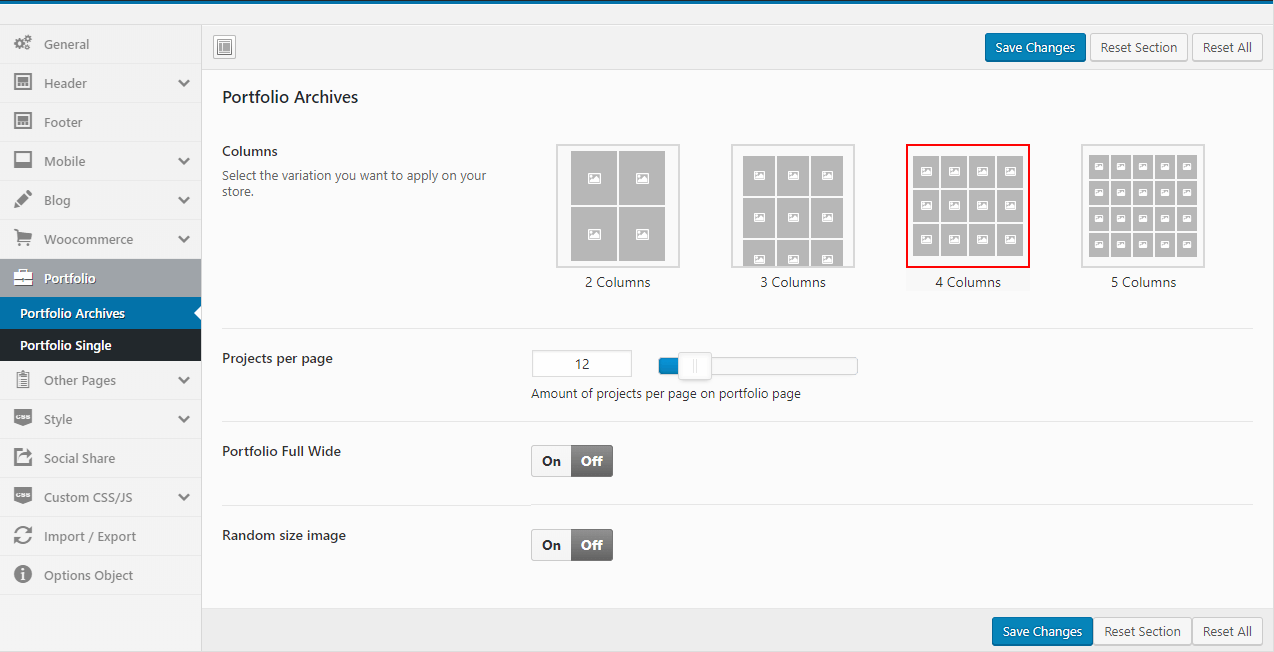 General
Header
Footer
Mobile
Blog
Woocommerce
Portfolio
Portfolio Archives
Portfolio Single
Other Pages
CSS Style
Social Share
CSS Custom CSS/JS
Import / Export
Options Object
Save Changes Reset Section Reset All
Portfolio Archives
Columns
Select the variation you want to apply on your
store.
2 Columns 3 Columns 4 Columns 5 Columns
Projects per page 12
Amount of projects per page on portfolio page
Portfolio Full Wide On Off
Random size image On Off
Save Changes Reset Section Reset All